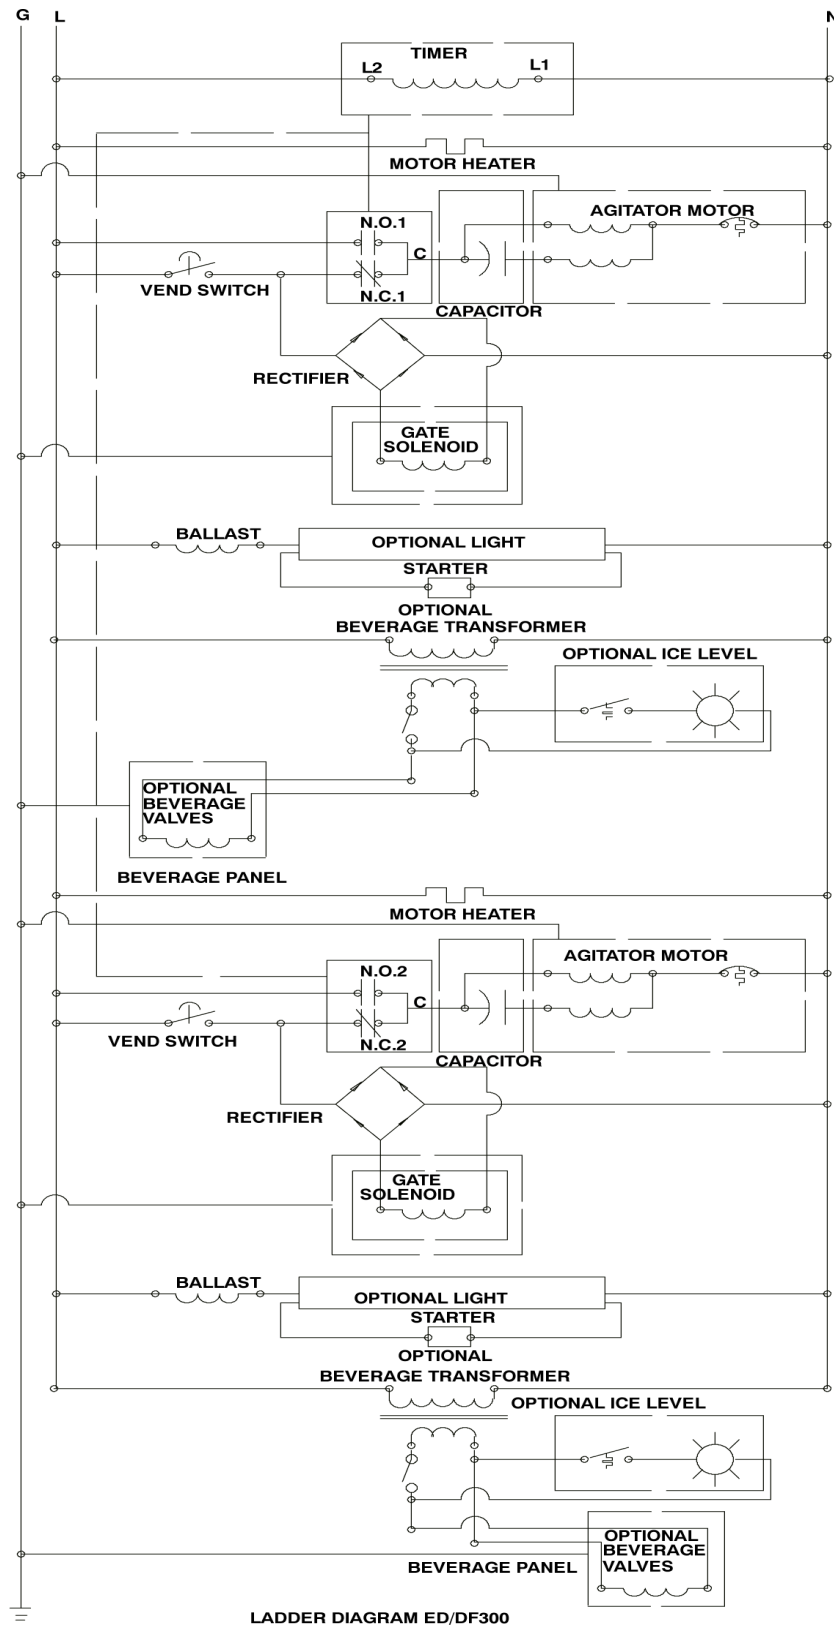 G L N
TIMER
L2 L1
MOTOR HEATER
AGITATOR MOTOR
N.O.1
C
VEND SWITCH
N.C.1
CAPACITOR
RECTIFIER
GATE
SOLENOID
BALLAST
OPTIONAL LIGHT
STARTER
OPTIONAL
BEVERAGE TRANSFORMER
OPTIONAL ICE LEVEL
OPTIONAL
BEVERAGE
VALVES
BEVERAGE PANEL
MOTOR HEATER
AGITATOR MOTOR
N.O.2
C
VEND SWITCH
N.C.2
CAPACITOR
RECTIFIER
GATE
SOLENOID
BALLAST
OPTIONAL LIGHT
STARTER
OPTIONAL
BEVERAGE TRANSFORMER
OPTIONAL ICE LEVEL
OPTIONAL
BEVERAGE
VALVES
BEVERAGE PANEL
LADDER DIAGRAM ED/DF300